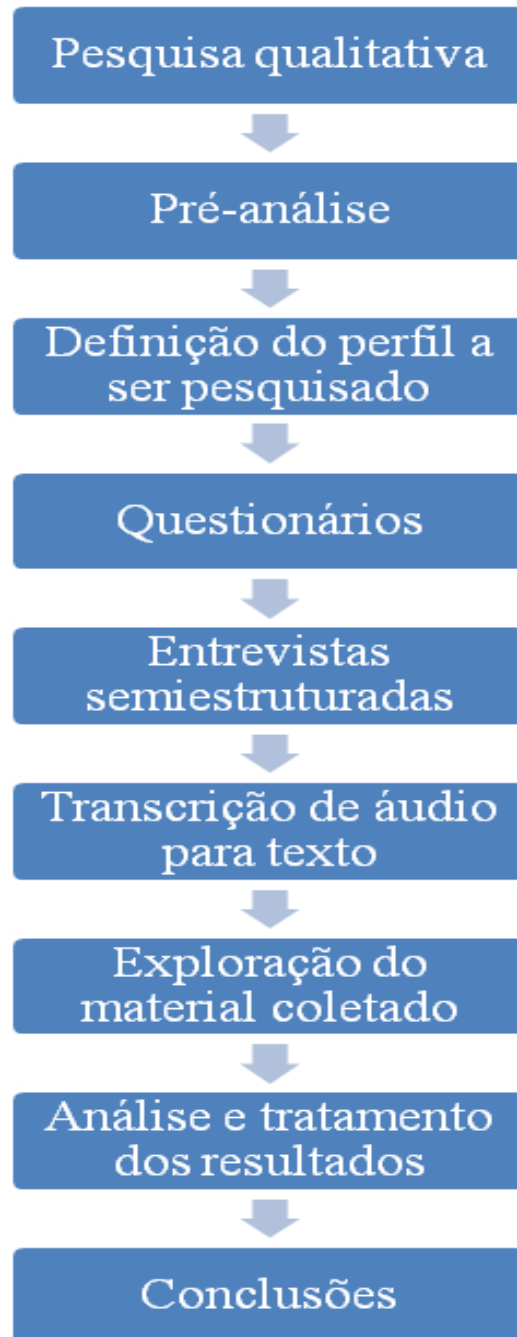 Pesquisa qualitativa
Pré-análise
Definição do perfil a
ser pesquisado
Questionários
Entrevistas
semiestruturadas
Transcrição de áudio
para texto
Exploração do
material coletado
Análise e tratamento
dos resultados
Conclusões